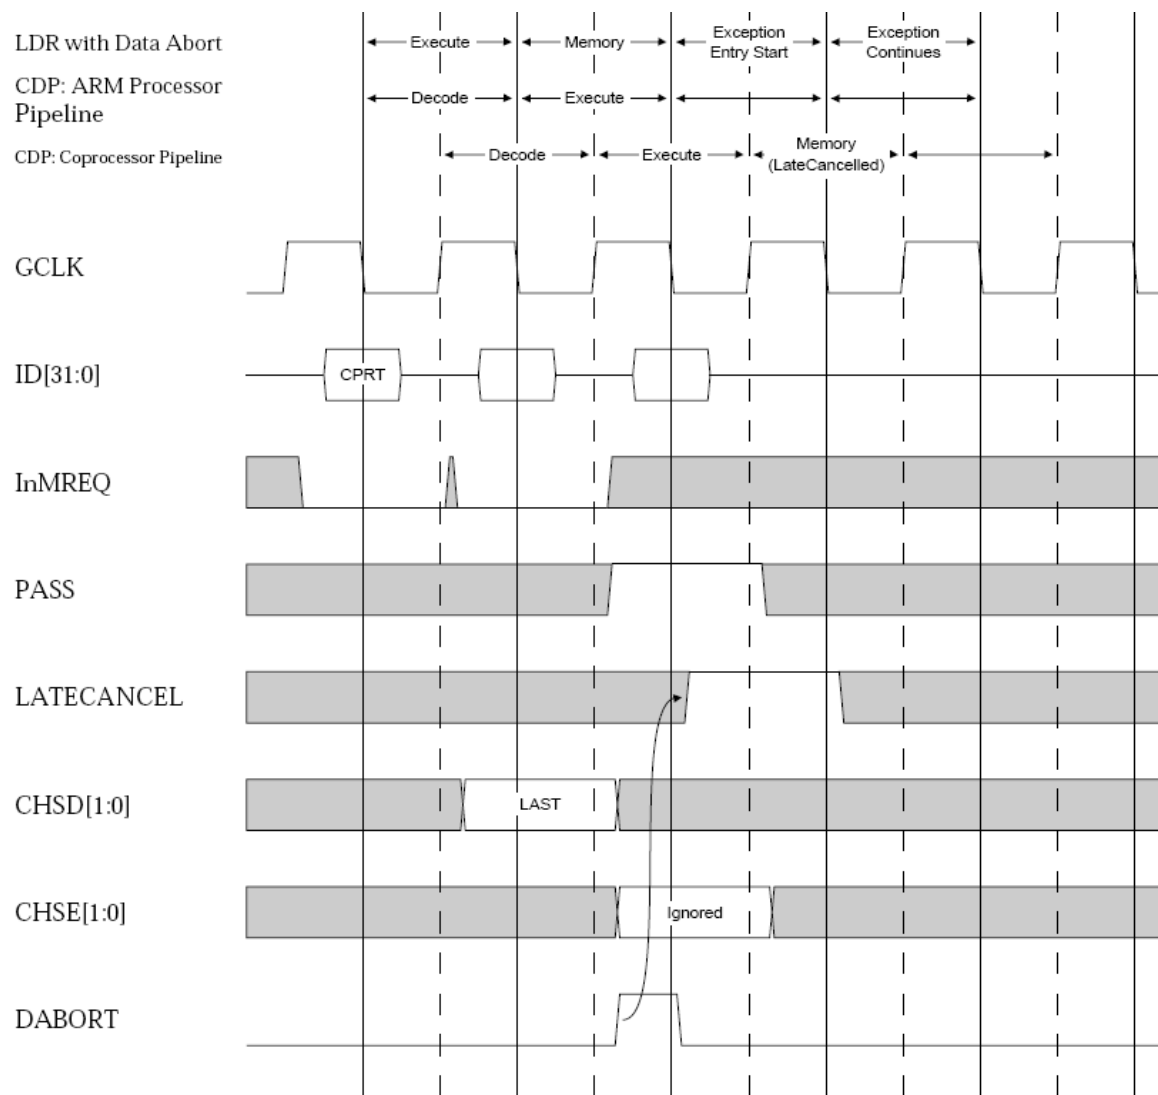 LDR with Data Abort
Execute
Memory
Exception
Entry Start
Exception
Continues
CDP: ARM Processor
Pipeline
Decode
Execute
CDP: Coprocessor Pipeline
Decode
Execute
Memory
(LateCancelled)
GCLK
ID[31:0]
CPRT
InMREQ
PASS
LATECANCEL
CHSD[1:0]
LAST
CHSE[1:0]
Ignored
DABORT